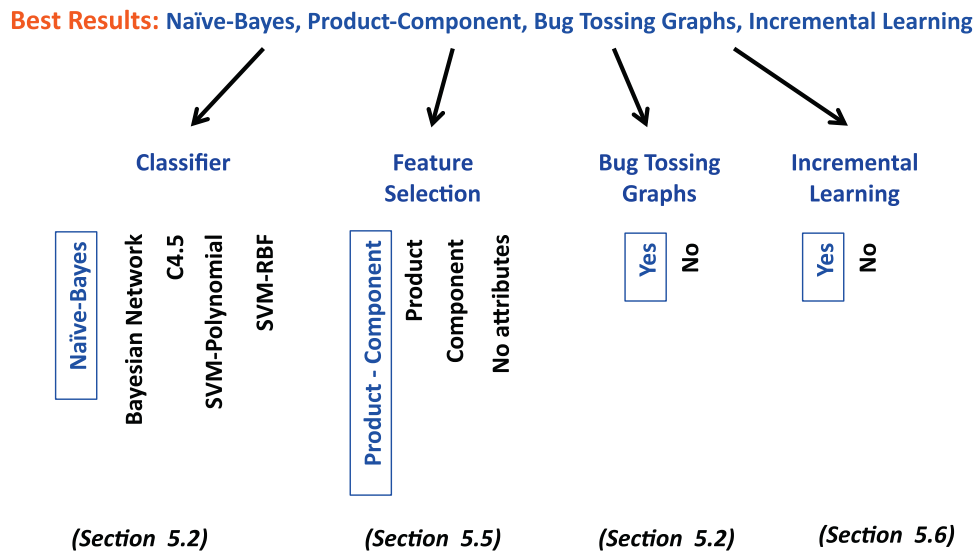 Best Results: Naïve-Bayes, Product-Component, Bug Tossing Graphs, Incremental Learning
Classifier
Feature
Selection
Bug Tossing
Graphs
Incremental
Learning
Naïve-Bayes
Bayesian Network
C4.5
SVM-Polynomial
SVM-RBF
Product - Component
Product
Component
No attributes
Yes
No
Yes
No
(Section 5.2)
(Section 5.5)
(Section 5.2)
(Section 5.6)